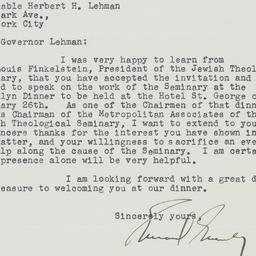 able Herbert H. Lehman
ark Ave.,
ork City
Governor Lehman:
I was very happy to learn from
ouis Finkelstein, President of the Jewish Theol
ary, that you have accepted the invitation and
d to speak on the work of the Seminary at the
lyn Dinner to be held at the Hotel St. George o
uary 26th. As one of the Chairmen of that dinn
as Chairman of the Metropolitan Associates of th
h Theological Seminary, I want to extend to you
ncere thanks for the interest you have shown in
atter, and your willingness to sacrifice an eve
elp along the cause of the Seminary. I am certa
presence alone will be very helpful.
I am looking forward with a great d
easure to welcoming you at our dinner.
Sincerely yours,